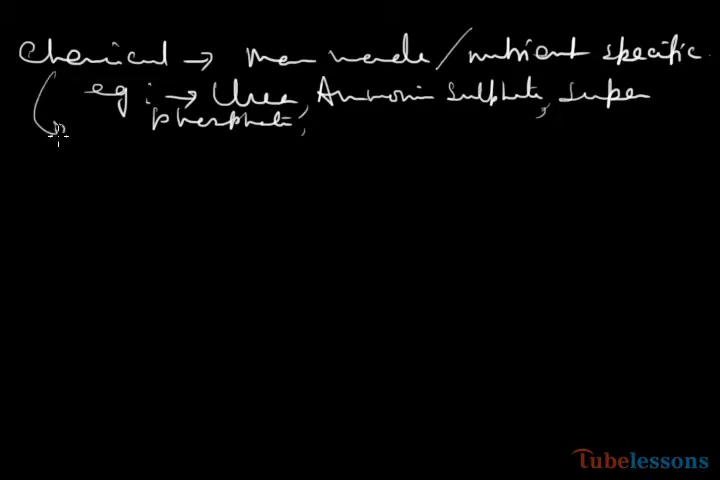 Chemical → Man made / nutrient specific
eg : → Urea, Ammonium Sulphate, Super
phosphate,
Tubelessons